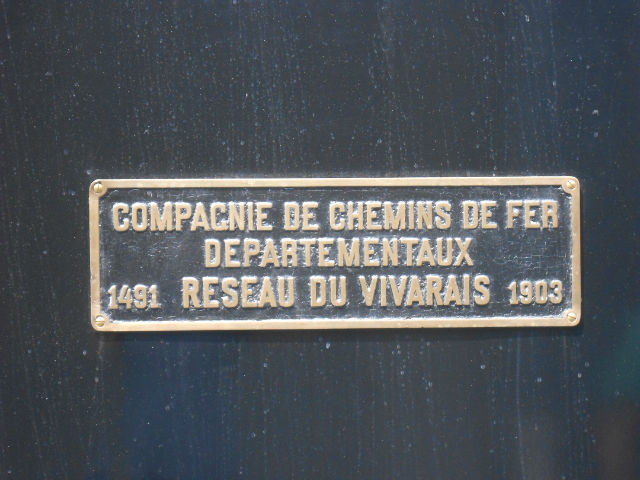 COMPAGNIE DE CHEMINS DE FER
DEPARTEMENTAUX
1491 RESEAU DU VIVARAIS 1903